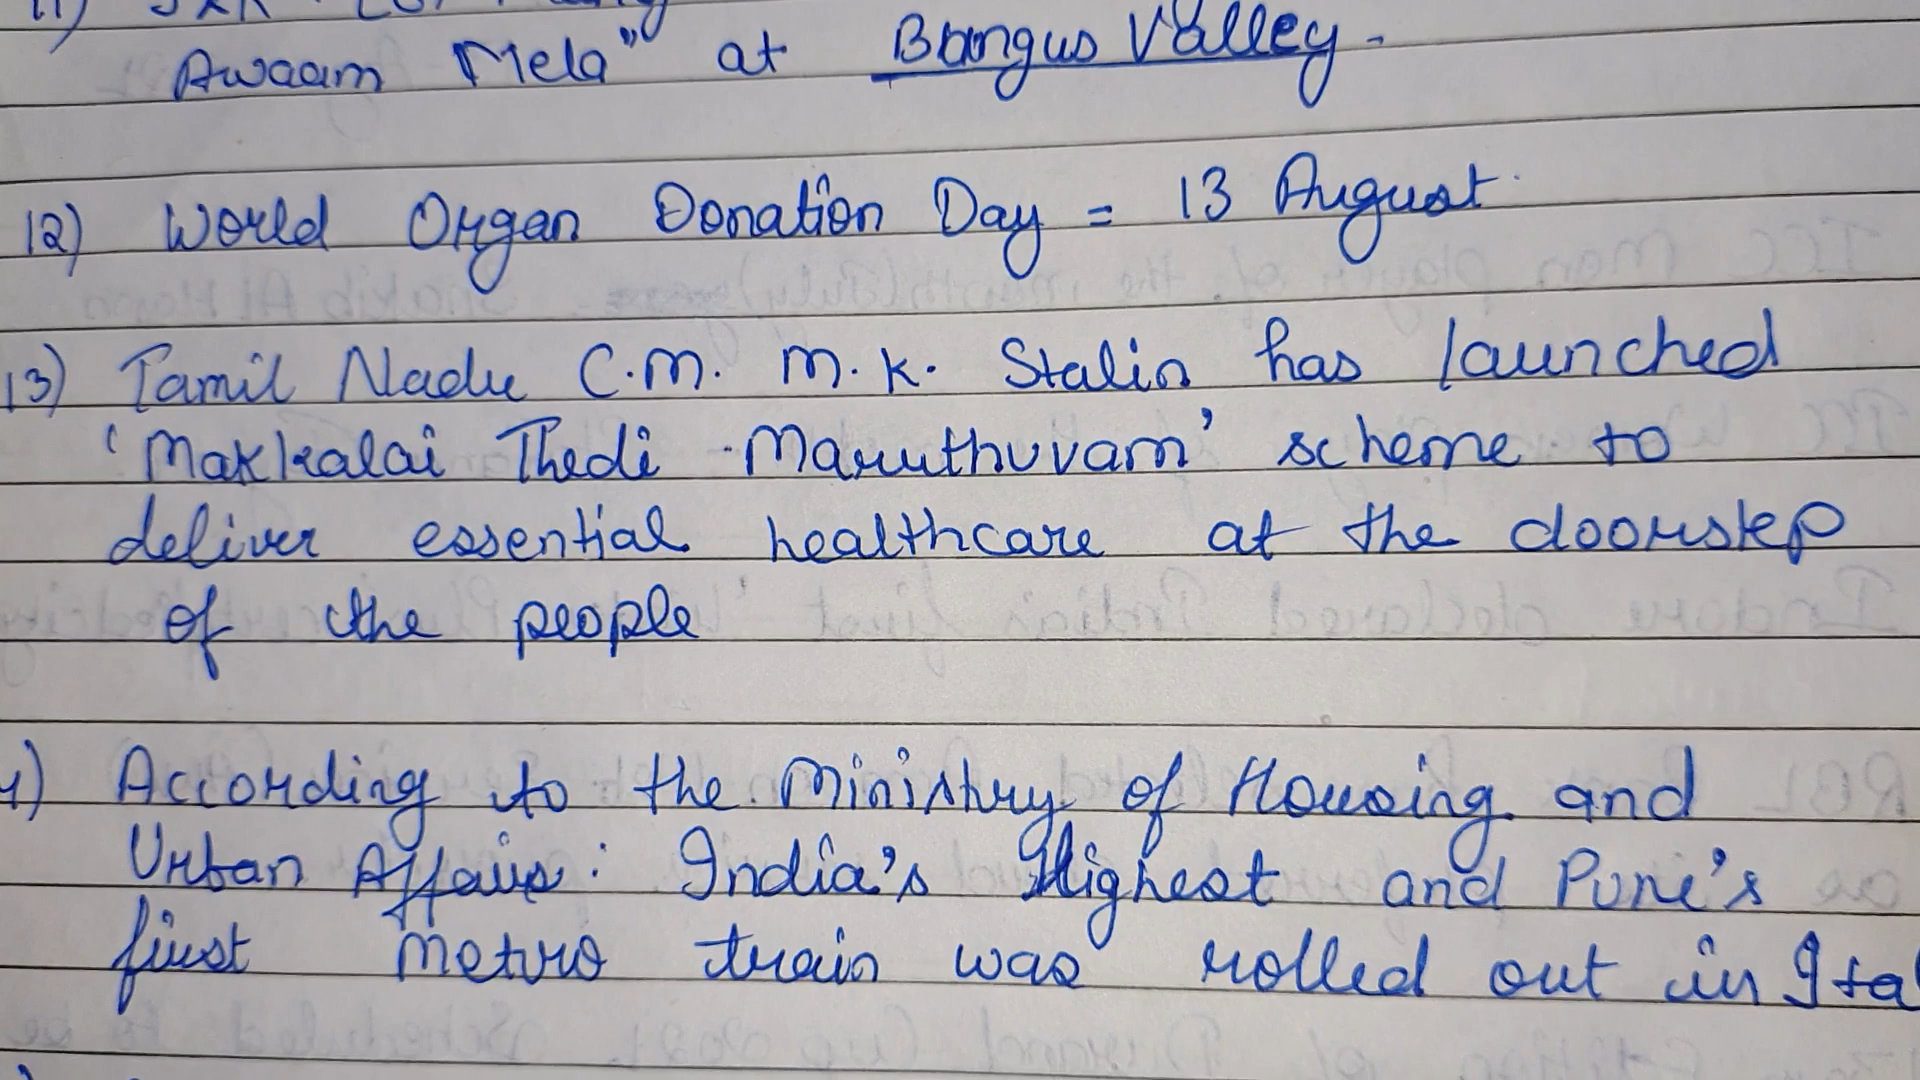 Awaam Mela" at Bangus Valley.
12) World Organ Donation Day = 13 August
13) Tamil Nadu C.M. M.K. Stalin has launched
'Makkalai Thedi Maruthuvam' scheme to
deliver essential healthcare at the doorstep
of the people
According to the Ministry of Housing and
Urban Affairs: India's Highest and Pune's
first metro train was rolled out in Ita